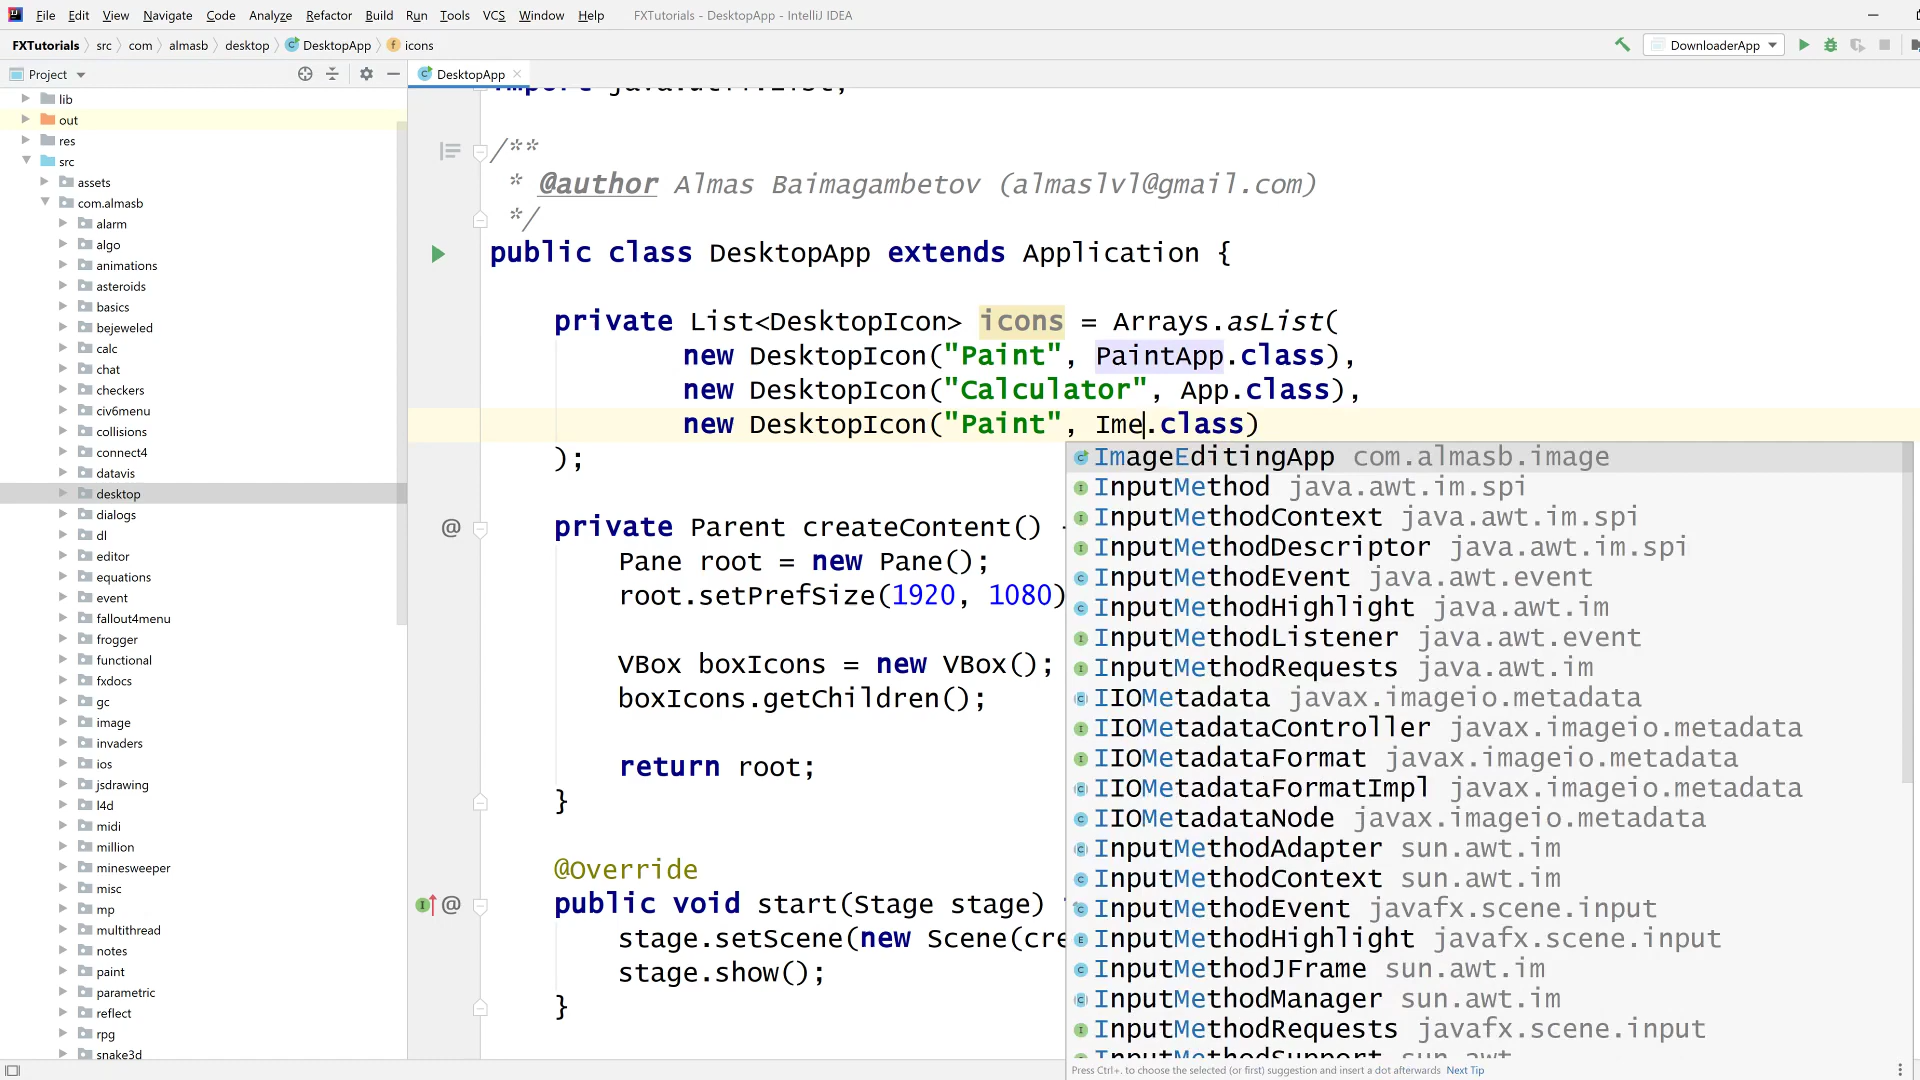 File Edit View Navigate Code Analyze Refactor Build Run Tools VCS Window Help FXTutorials - DesktopApp - IntelliJ IDEA
FXTutorials src com almasb desktop DesktopApp icons DownloaderApp
Project DesktopApp
lib
out
res
src
assets
com.almasb
alarm
algo
animations
asteroids
basics
bejeweled
calc
chat
checkers
civ6menu
collisions
connect4
datavis
desktop
dialogs
dl
editor
equations
event
fallout4menu
frogger
functional
fxdocs
gc
image
invaders
ios
jsdrawing
l4d
midi
million
minesweeper
misc
mp
multithread
notes
paint
parametric
reflect
rpg
snake3d
import java.util.List;
/**
* @author Almas Baimagambetov (almaslvl@gmail.com)
*/
public class DesktopApp extends Application {
private List<DesktopIcon> icons = Arrays.asList(
new DesktopIcon("Paint", PaintApp.class),
new DesktopIcon("Calculator", App.class),
new DesktopIcon("Paint", Ime.class)
);
private Parent createContent() {
Pane root = new Pane();
root.setPrefSize(1920, 1080)
VBox boxIcons = new VBox();
boxIcons.getChildren();
return root;
}
@Override
public void start(Stage stage)
stage.setScene(new Scene(cre
stage.show();
}
ImageEditingApp com.almasb.image
InputMethod java.awt.im.spi
InputMethodContext java.awt.im.spi
InputMethodDescriptor java.awt.im.spi
InputMethodEvent java.awt.event
InputMethodHighlight java.awt.im
InputMethodListener java.awt.event
InputMethodRequests java.awt.im
IIOMetadata javax.imageio.metadata
IIOMetadataController javax.imageio.metadata
IIOMetadataFormat javax.imageio.metadata
IIOMetadataFormatImpl javax.imageio.metadata
IIOMetadataNode javax.imageio.metadata
InputMethodAdapter sun.awt.im
InputMethodContext sun.awt.im
InputMethodEvent javafx.scene.input
InputMethodHighlight javafx.scene.input
InputMethodJFrame sun.awt.im
InputMethodManager sun.awt.im
InputMethodRequests javafx.scene.input
InputMethodSupport sun.awt
Press Ctrl+. to choose the selected (or first) suggestion and insert a dot afterwards Next Tip